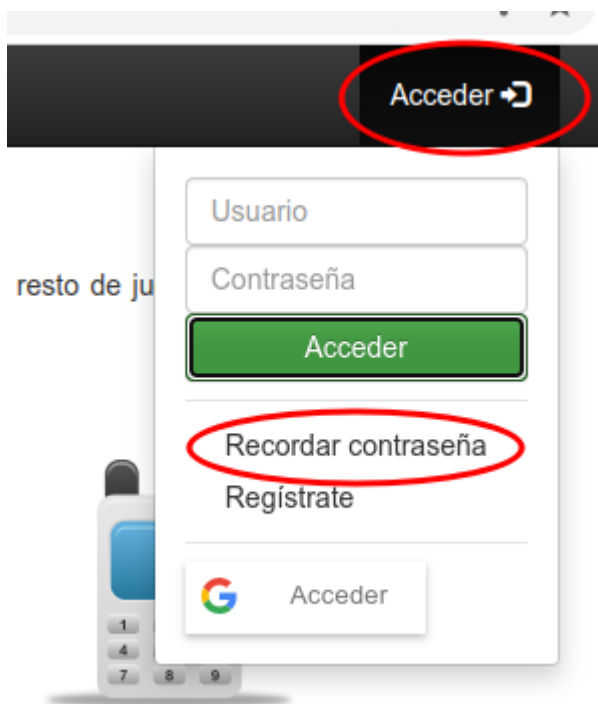 Acceder
Usuario
resto de ju
Contraseña
Acceder
Recordar contraseña
Regístrate
G Acceder
1
4
7 8 9